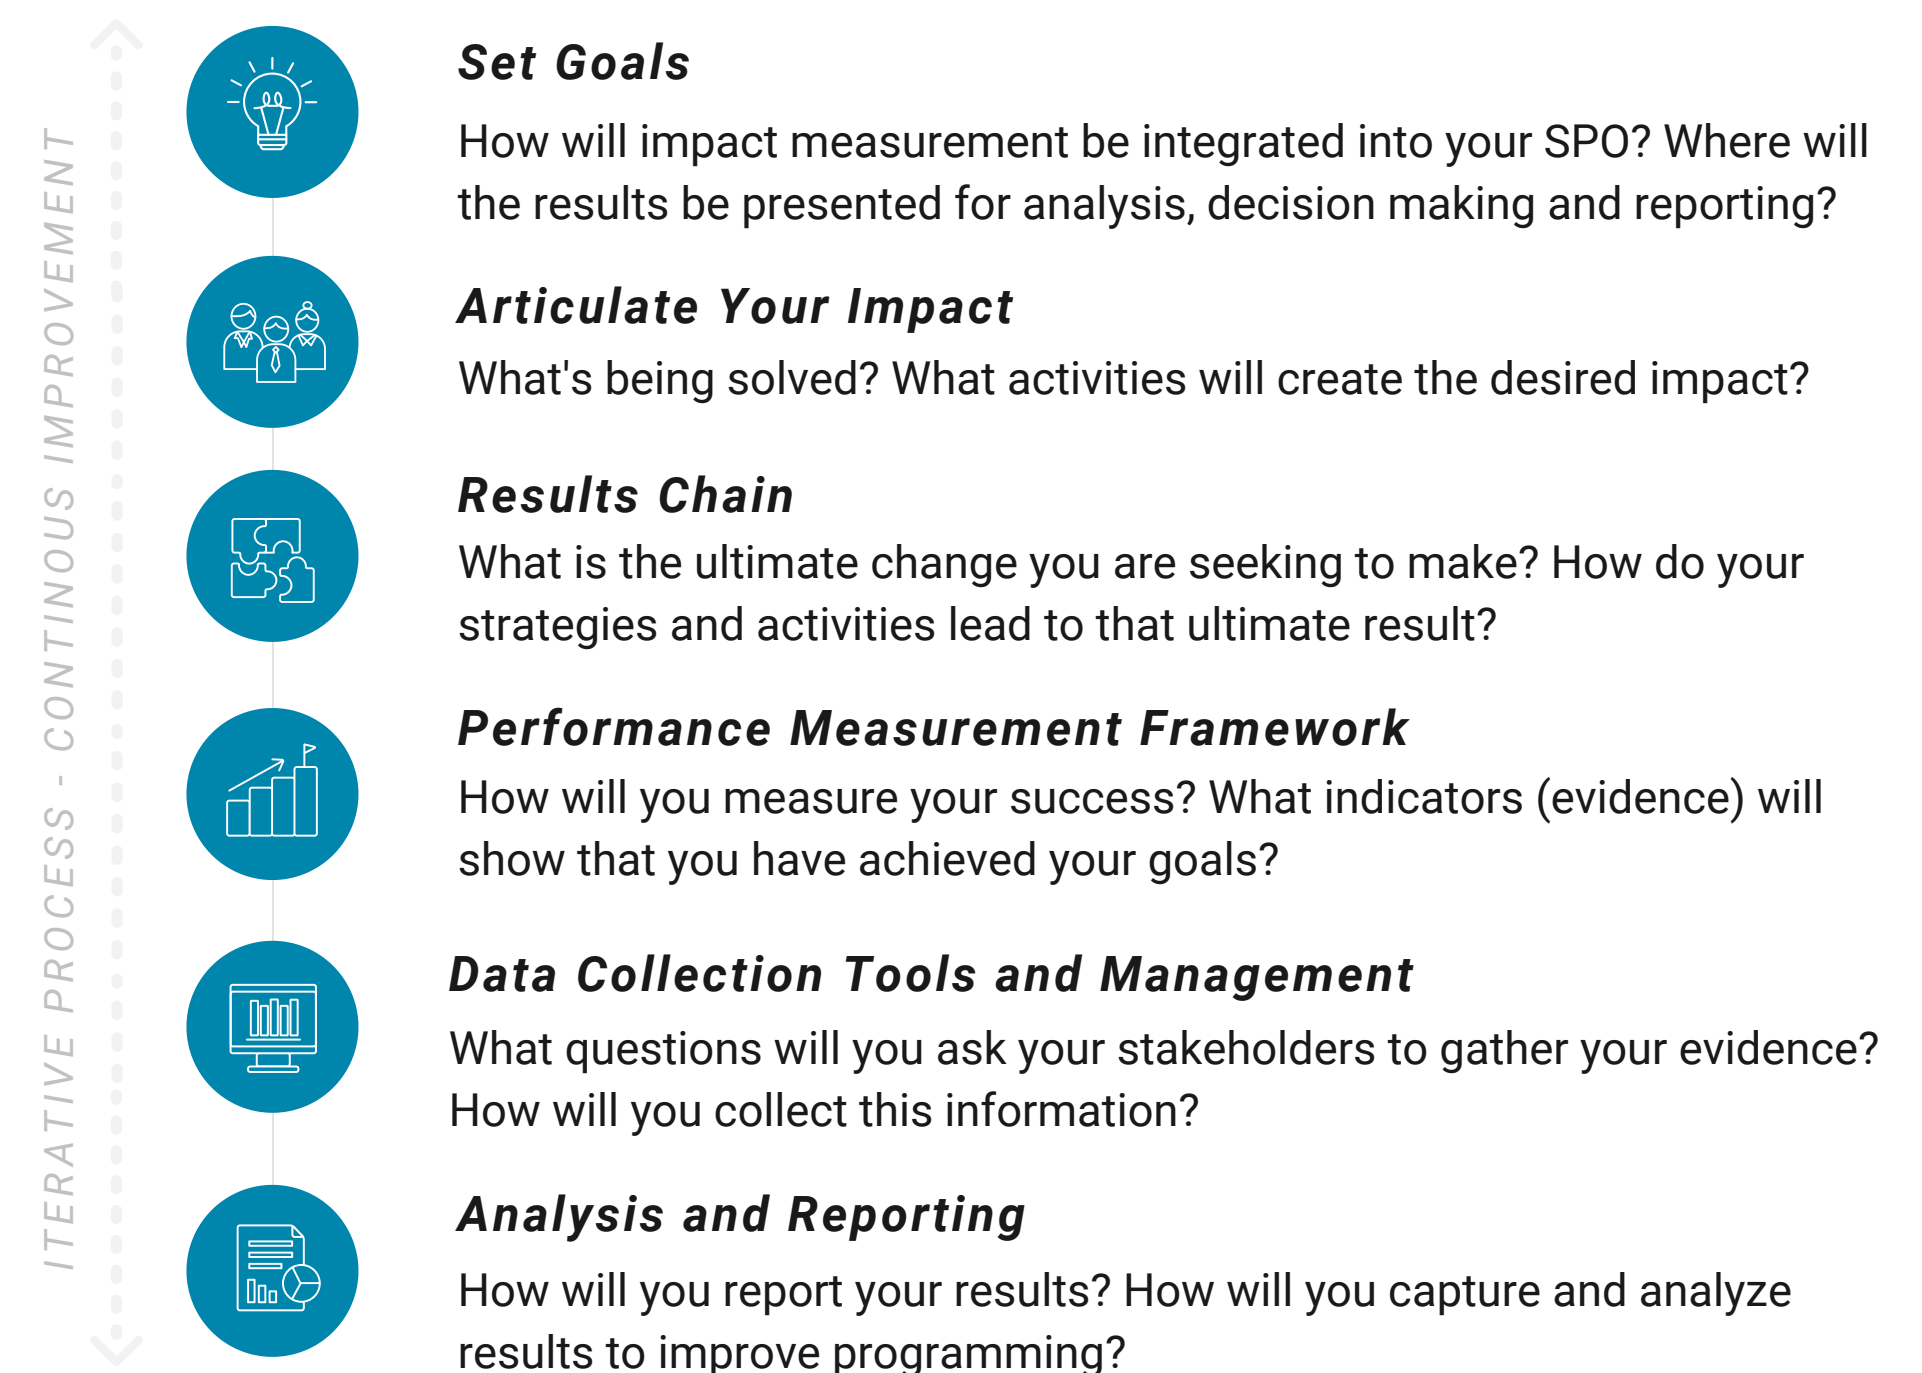 ITERATIVE PROCESS - CONTINOUS IMPROVEMENT
Set Goals
How will impact measurement be integrated into your SPO? Where will
the results be presented for analysis, decision making and reporting?
Articulate Your Impact
What's being solved? What activities will create the desired impact?
Results Chain
What is the ultimate change you are seeking to make? How do your
strategies and activities lead to that ultimate result?
Performance Measurement Framework
How will you measure your success? What indicators (evidence) will
show that you have achieved your goals?
Data Collection Tools and Management
What questions will you ask your stakeholders to gather your evidence?
How will you collect this information?
Analysis and Reporting
How will you report your results? How will you capture and analyze
results to improve programming?